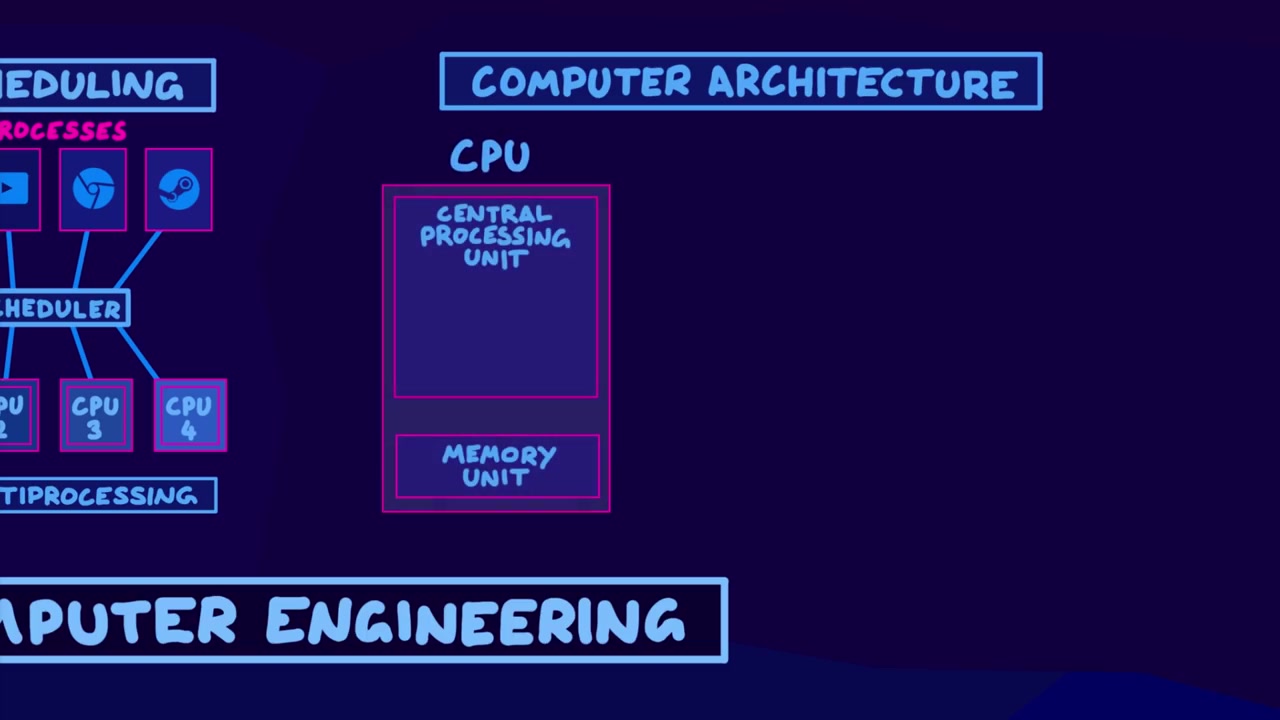 HEDULING
COMPUTER ARCHITECTURE
ROCESSES
CPU
CENTRAL
PROCESSING
UNIT
HEDULER
PU
2
CPU
3
CPU
4
MEMORY
UNIT
TIPROCESSING
MPUTER ENGINEERING